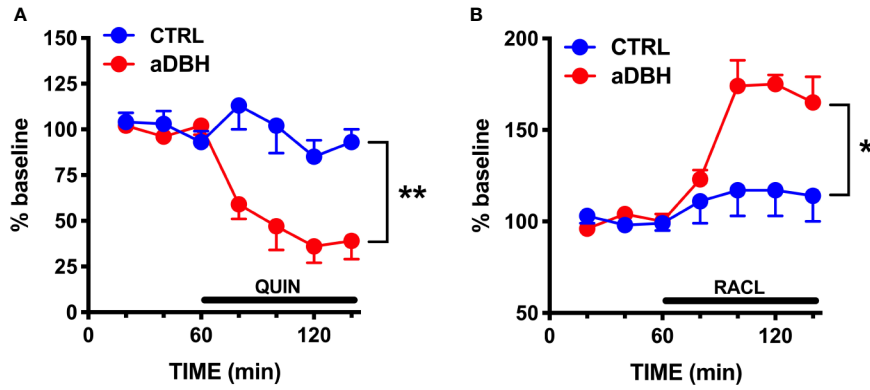 A
CTRL
aDBH
150
125
100
75
50
25
0
% baseline
**
QUIN
0
60
120
TIME (min)
B
CTRL
aDBH
200
150
100
50
% baseline
*
RACL
0
60
120
TIME (min)